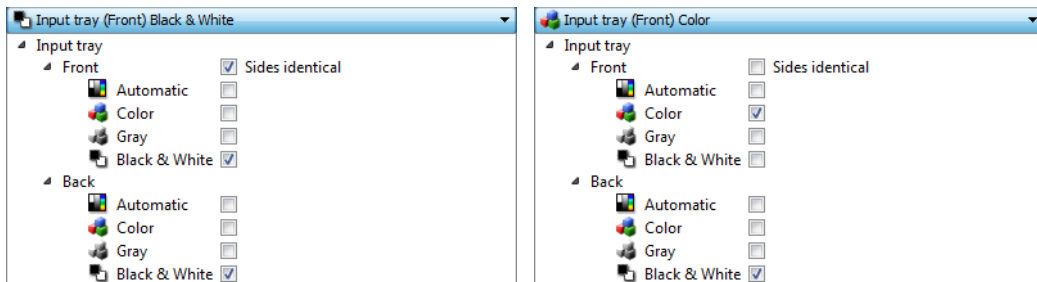 Input tray (Front) Black & White
Input tray
Front Sides identical
Automatic
Color
Gray
Black & White
Back
Automatic
Color
Gray
Black & White
Input tray (Front) Color
Input tray
Front Sides identical
Automatic
Color
Gray
Black & White
Back
Automatic
Color
Gray
Black & White